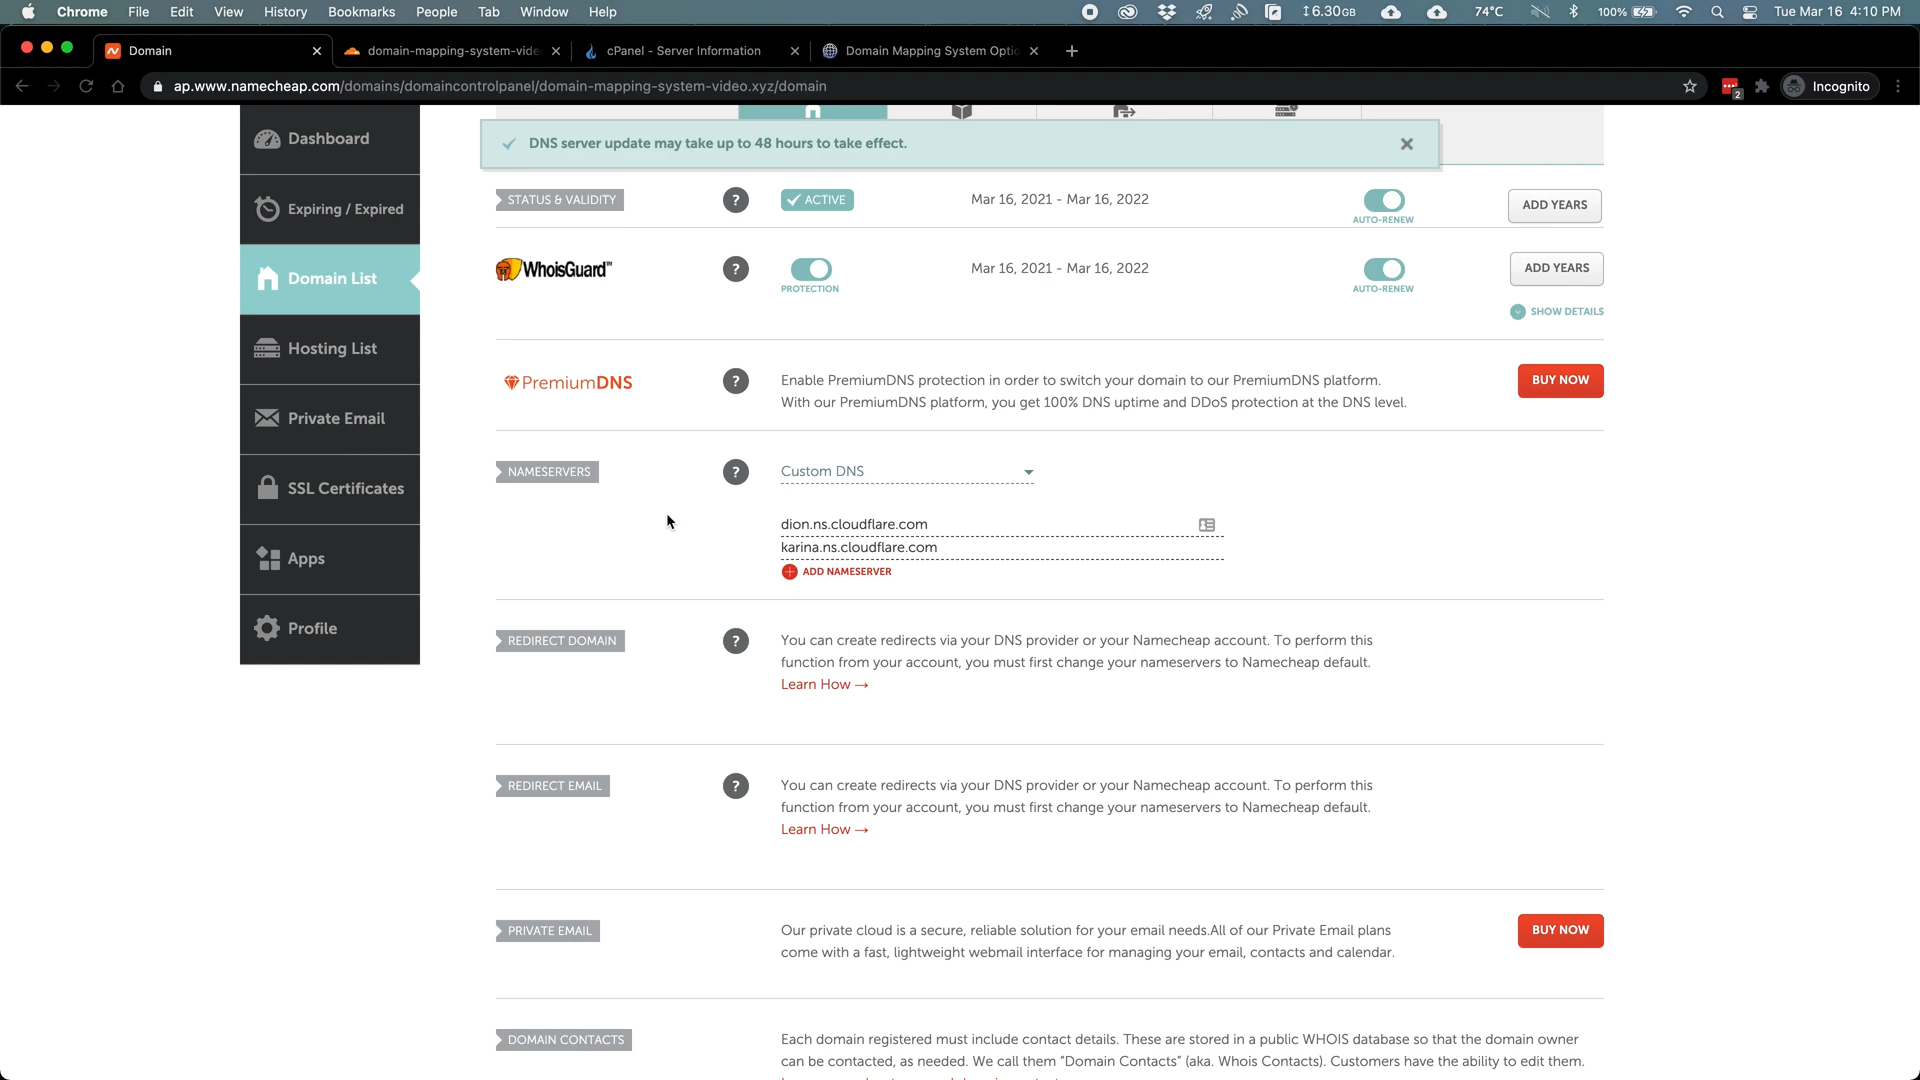 Chrome File Edit View History Bookmarks People Tab Window Help 6.30GB 74°C 100% Tue Mar 16 4:10 PM
Domain domain-mapping-system-vide cPanel - Server Information Domain Mapping System Optio
ap.www.namecheap.com/domains/domaincontrolpanel/domain-mapping-system-video.xyz/domain 2 Incognito
Dashboard
Expiring / Expired
Domain List
Hosting List
Private Email
SSL Certificates
Apps
Profile
DNS server update may take up to 48 hours to take effect.
STATUS & VALIDITY ? ACTIVE Mar 16, 2021 - Mar 16, 2022 AUTO-RENEW ADD YEARS
WhoisGuard™ ? PROTECTION Mar 16, 2021 - Mar 16, 2022 AUTO-RENEW ADD YEARS
SHOW DETAILS
PremiumDNS ? Enable PremiumDNS protection in order to switch your domain to our PremiumDNS platform. BUY NOW
With our PremiumDNS platform, you get 100% DNS uptime and DDoS protection at the DNS level.
NAMESERVERS ? Custom DNS
dion.ns.cloudflare.com
karina.ns.cloudflare.com
ADD NAMESERVER
REDIRECT DOMAIN ? You can create redirects via your DNS provider or your Namecheap account. To perform this
function from your account, you must first change your nameservers to Namecheap default.
Learn How →
REDIRECT EMAIL ? You can create redirects via your DNS provider or your Namecheap account. To perform this
function from your account, you must first change your nameservers to Namecheap default.
Learn How →
PRIVATE EMAIL Our private cloud is a secure, reliable solution for your email needs.All of our Private Email plans BUY NOW
come with a fast, lightweight webmail interface for managing your email, contacts and calendar.
DOMAIN CONTACTS Each domain registered must include contact details. These are stored in a public WHOIS database so that the domain owner
can be contacted, as needed. We call them "Domain Contacts" (aka. Whois Contacts). Customers have the ability to edit them.